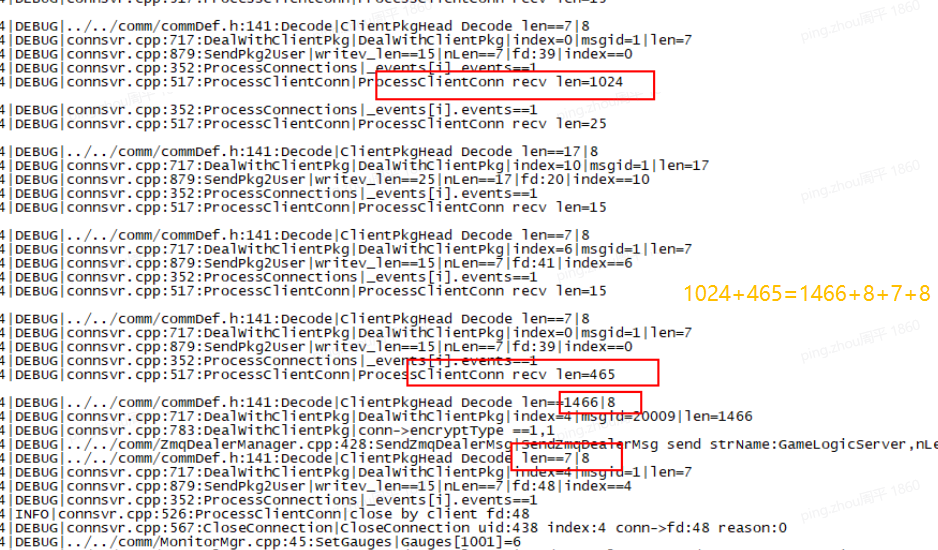 4|DEBUG|../../comm/commDef.h:141:Decode|ClientPkgHead Decode len==7|8
4|DEBUG|connsvr.cpp:717:DealWithClientPkg|DealWithClientPkg|index=0|msgid=1|len=7
4|DEBUG|connsvr.cpp:879:SendPkg2User|writev_len==15|nLen==7|fd:39|index==0
4|DEBUG|connsvr.cpp:352:ProcessConnections|_events[i].events==1
4|DEBUG|connsvr.cpp:517:ProcessClientConn|ProcessClientConn recv len=1024
4|DEBUG|connsvr.cpp:352:ProcessConnections|_events[i].events==1
4|DEBUG|connsvr.cpp:517:ProcessClientConn|ProcessClientConn recv len=25
4|DEBUG|../../comm/commDef.h:141:Decode|ClientPkgHead Decode len==17|8
4|DEBUG|connsvr.cpp:717:DealWithClientPkg|DealWithClientPkg|index=10|msgid=1|len=17
4|DEBUG|connsvr.cpp:879:SendPkg2User|writev_len==25|nLen==17|fd:20|index==10
4|DEBUG|connsvr.cpp:352:ProcessConnections|_events[i].events==1
4|DEBUG|connsvr.cpp:517:ProcessClientConn|ProcessClientConn recv len=15
4|DEBUG|../../comm/commDef.h:141:Decode|ClientPkgHead Decode len==7|8
4|DEBUG|connsvr.cpp:717:DealWithClientPkg|DealWithClientPkg|index=6|msgid=1|len=7
4|DEBUG|connsvr.cpp:879:SendPkg2User|writev_len==15|nLen==7|fd:41|index==6
4|DEBUG|connsvr.cpp:352:ProcessConnections|_events[i].events==1
4|DEBUG|connsvr.cpp:517:ProcessClientConn|ProcessClientConn recv len=15
1024+465=1466+8+7+8
4|DEBUG|../../comm/commDef.h:141:Decode|ClientPkgHead Decode len==7|8
4|DEBUG|connsvr.cpp:717:DealWithClientPkg|DealWithClientPkg|index=0|msgid=1|len=7
4|DEBUG|connsvr.cpp:879:SendPkg2User|writev_len==15|nLen==7|fd:39|index==0
4|DEBUG|connsvr.cpp:352:ProcessConnections|_events[i].events==1
4|DEBUG|connsvr.cpp:517:ProcessClientConn|ProcessClientConn recv len=465
4|DEBUG|../../comm/commDef.h:141:Decode|ClientPkgHead Decode len==1466|8
4|DEBUG|connsvr.cpp:717:DealWithClientPkg|DealWithClientPkg|index=4|msgid=20009|len=1466
4|DEBUG|connsvr.cpp:783:DealWithClientPkg|conn->encryptType ==1,1
4|DEBUG|../../comm/ZmqDealerManager.cpp:428:SendZmqDealerMsg|SendZmqDealerMsg send strName:GameLogicServer,nLe
4|DEBUG|../../comm/commDef.h:141:Decode|ClientPkgHead Decode len==7|8
4|DEBUG|connsvr.cpp:717:DealWithClientPkg|DealWithClientPkg|index=4|msgid=1|len=7
4|DEBUG|connsvr.cpp:879:SendPkg2User|writev_len==15|nLen==7|fd:48|index==4
4|DEBUG|connsvr.cpp:352:ProcessConnections|_events[i].events==1
4|INFO|connsvr.cpp:526:ProcessClientConn|close by client fd:48
4|DEBUG|connsvr.cpp:567:CloseConnection|CloseConnection uid:438 index:4 conn->fd:48 reason:0
4|DEBUG|../../comm/MonitorMgr.cpp:45:SetGauges|Gauges[1001]=6